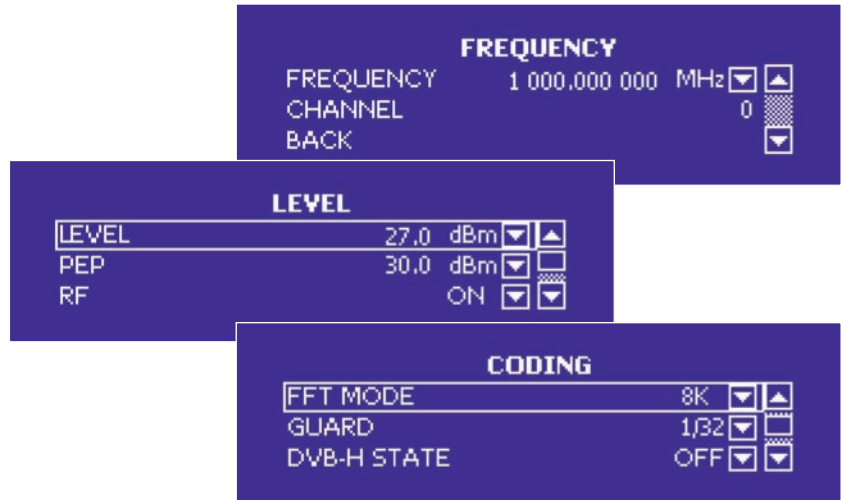 FREQUENCY
FREQUENCY 1 000.000 000 MHz
CHANNEL 0
BACK
LEVEL
LEVEL 27.0 dBm
PEP 30.0 dBm
RF ON
CODING
FFT MODE 8K
GUARD 1/32
DVB-H STATE OFF